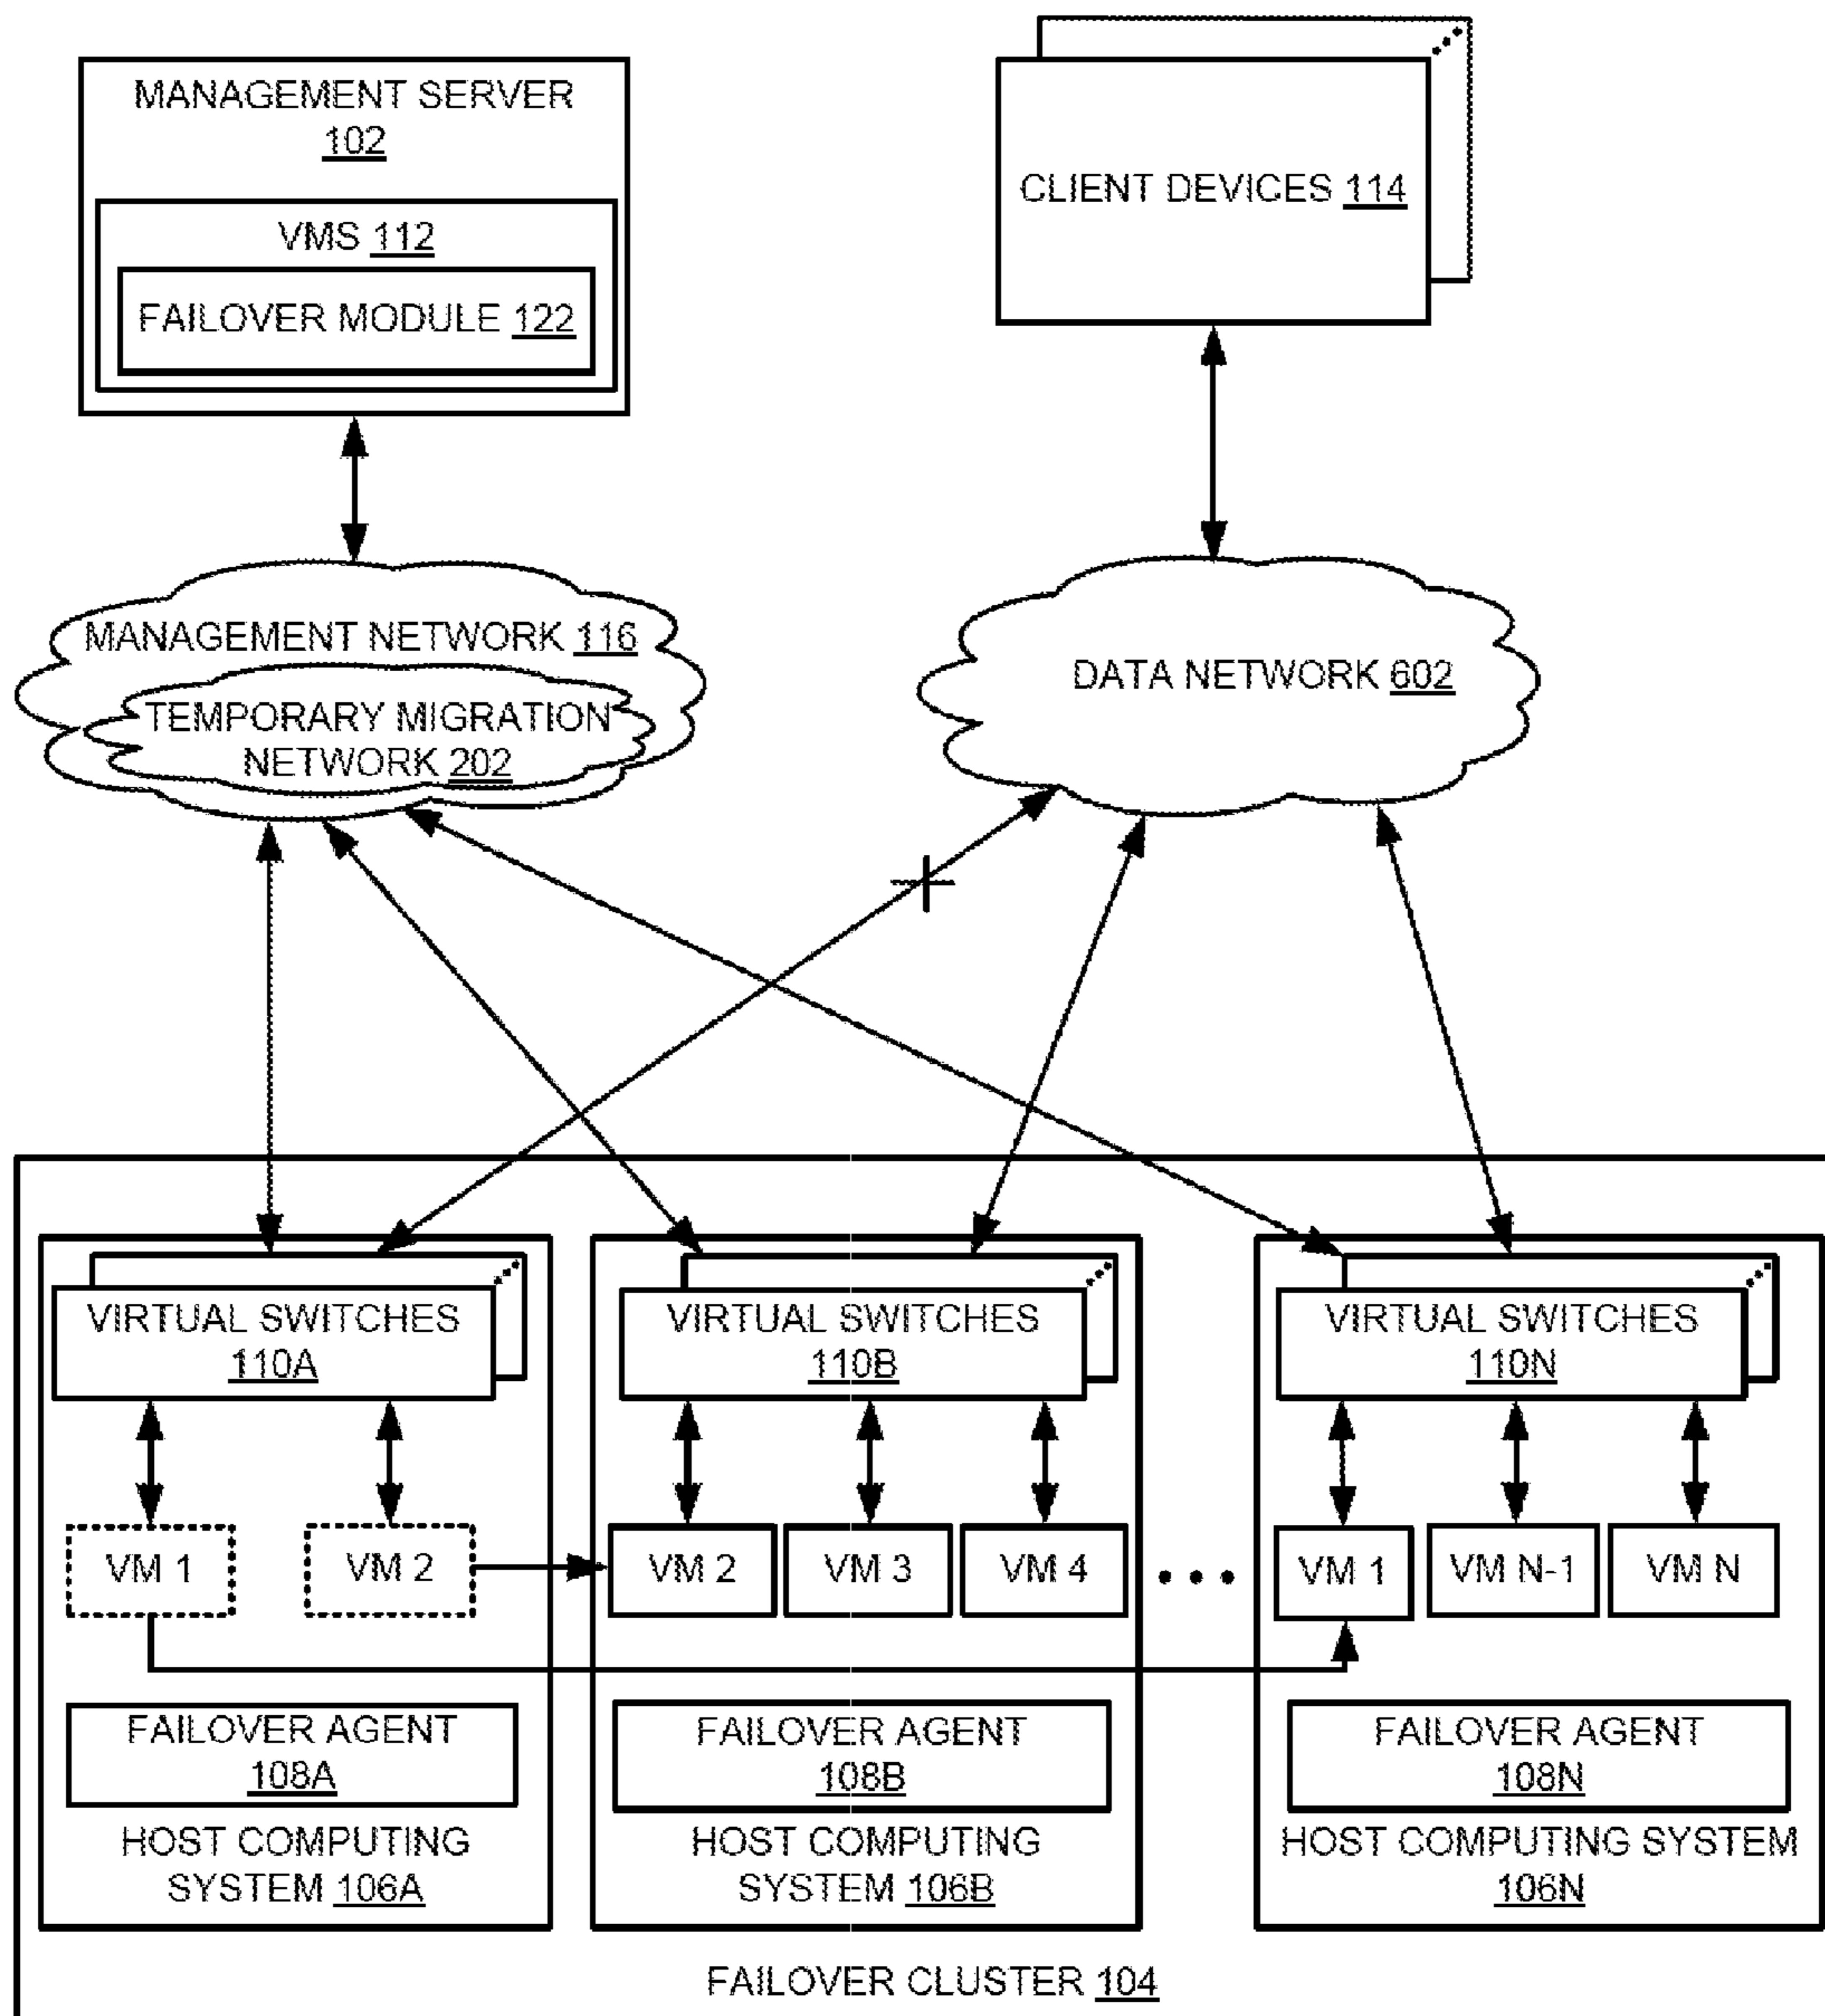 MANAGEMENT SERVER
102
VMS 112
FAILOVER MODULE 122
CLIENT DEVICES 114
MANAGEMENT NETWORK 116
TEMPORARY MIGRATION
NETWORK 202
DATA NETWORK 602
VIRTUAL SWITCHES
110A
VM 1
VM 2
FAILOVER AGENT
108A
HOST COMPUTING
SYSTEM 106A
VIRTUAL SWITCHES
110B
VM 2
VM 3
VM 4
FAILOVER AGENT
108B
HOST COMPUTING
SYSTEM 106B
VIRTUAL SWITCHES
110N
VM 1
VM N-1
VM N
FAILOVER AGENT
108N
HOST COMPUTING SYSTEM
106N
FAILOVER CLUSTER 104